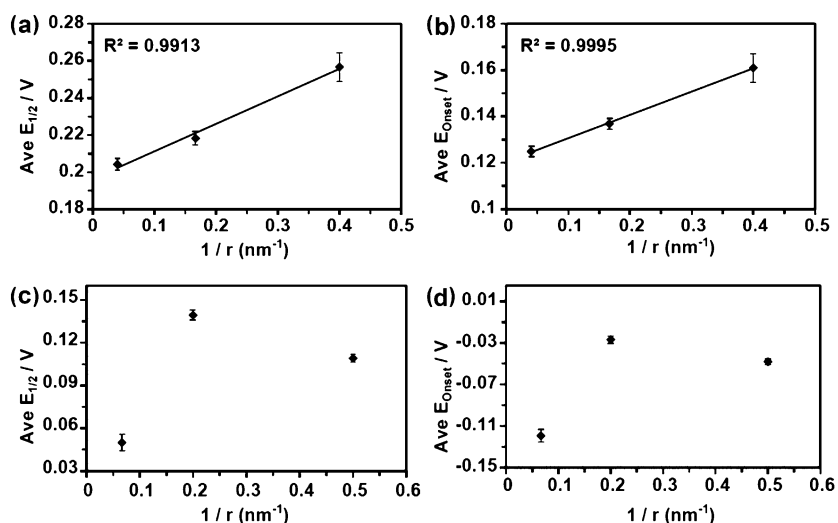 (a)
R² = 0.9913
0.28
0.26
0.24
0.22
0.2
0.18
Ave E1/2 / V
0 0.1 0.2 0.3 0.4 0.5
1 / r (nm-1)
(b)
R² = 0.9995
0.18
0.16
0.14
0.12
0.1
Ave EOnset / V
0 0.1 0.2 0.3 0.4 0.5
1 / r (nm-1)
(c)
0.15
0.12
0.09
0.06
0.03
Ave E1/2 / V
0 0.1 0.2 0.3 0.4 0.5 0.6
1 / r (nm-1)
(d)
0.01
-0.03
-0.07
-0.11
-0.15
Ave EOnset / V
0 0.1 0.2 0.3 0.4 0.5 0.6
1 / r (nm-1)